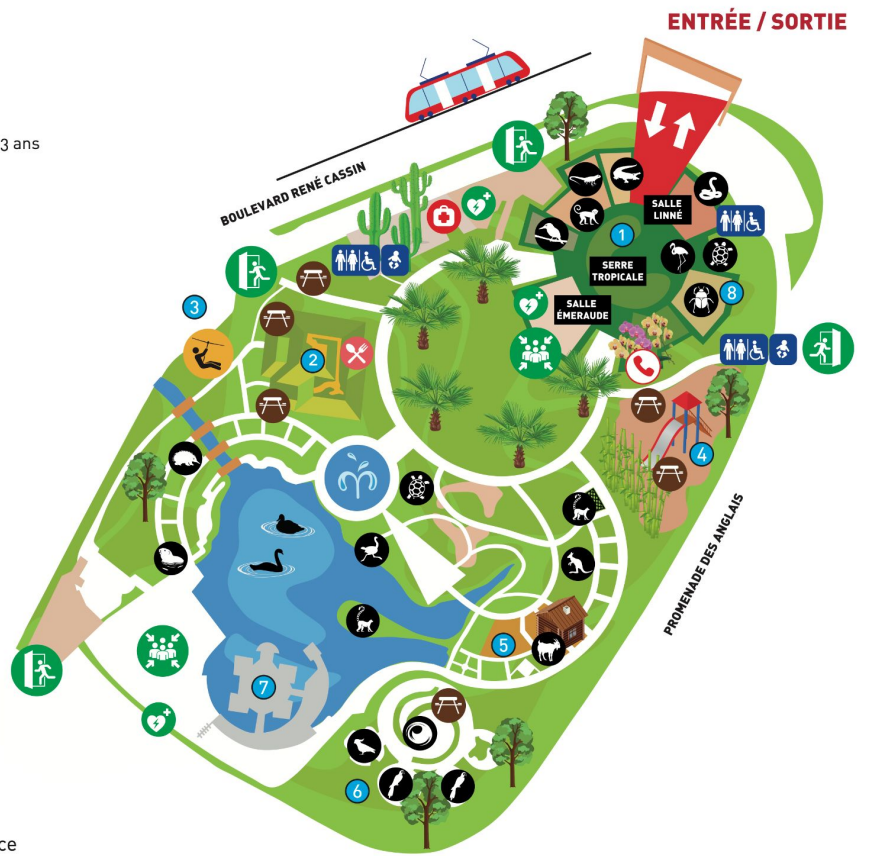 ENTRÉE / SORTIE
3 ans
BOULEVARD RENÉ CASSIN
SALLE
LINNÉ
1
SERRE
TROPICALE
8
SALLE
ÉMERAUDE
3
2
4
PROMENADE DES ANGLAIS
5
7
6
ce